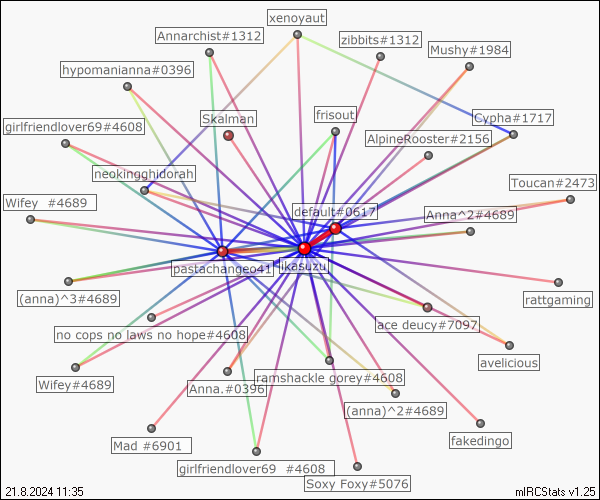 xenoyaut
Annarchist#1312
zibbits#1312
Mushy#1984
hypomanianna#0396
Skalman
frisout
Cypha#1717
girlfriendlover69#4608
AlpineRooster#2156
neokingghidorah
Toucan#2473
Wifey #4689
default#0617
Anna^2#4689
pastachangeo41
ikasuzu
(anna)^3#4689
rattgaming
no cops no laws no hope#4608
ace deucy#7097
avelicious
Wifey#4689
Anna.#0396
ramshackle gorey#4608
(anna)^2#4689
Mad #6901
fakedingo
girlfriendlover69 #4608
Soxy Foxy#5076
21.8.2024 11:35
mIRCStats v1.25